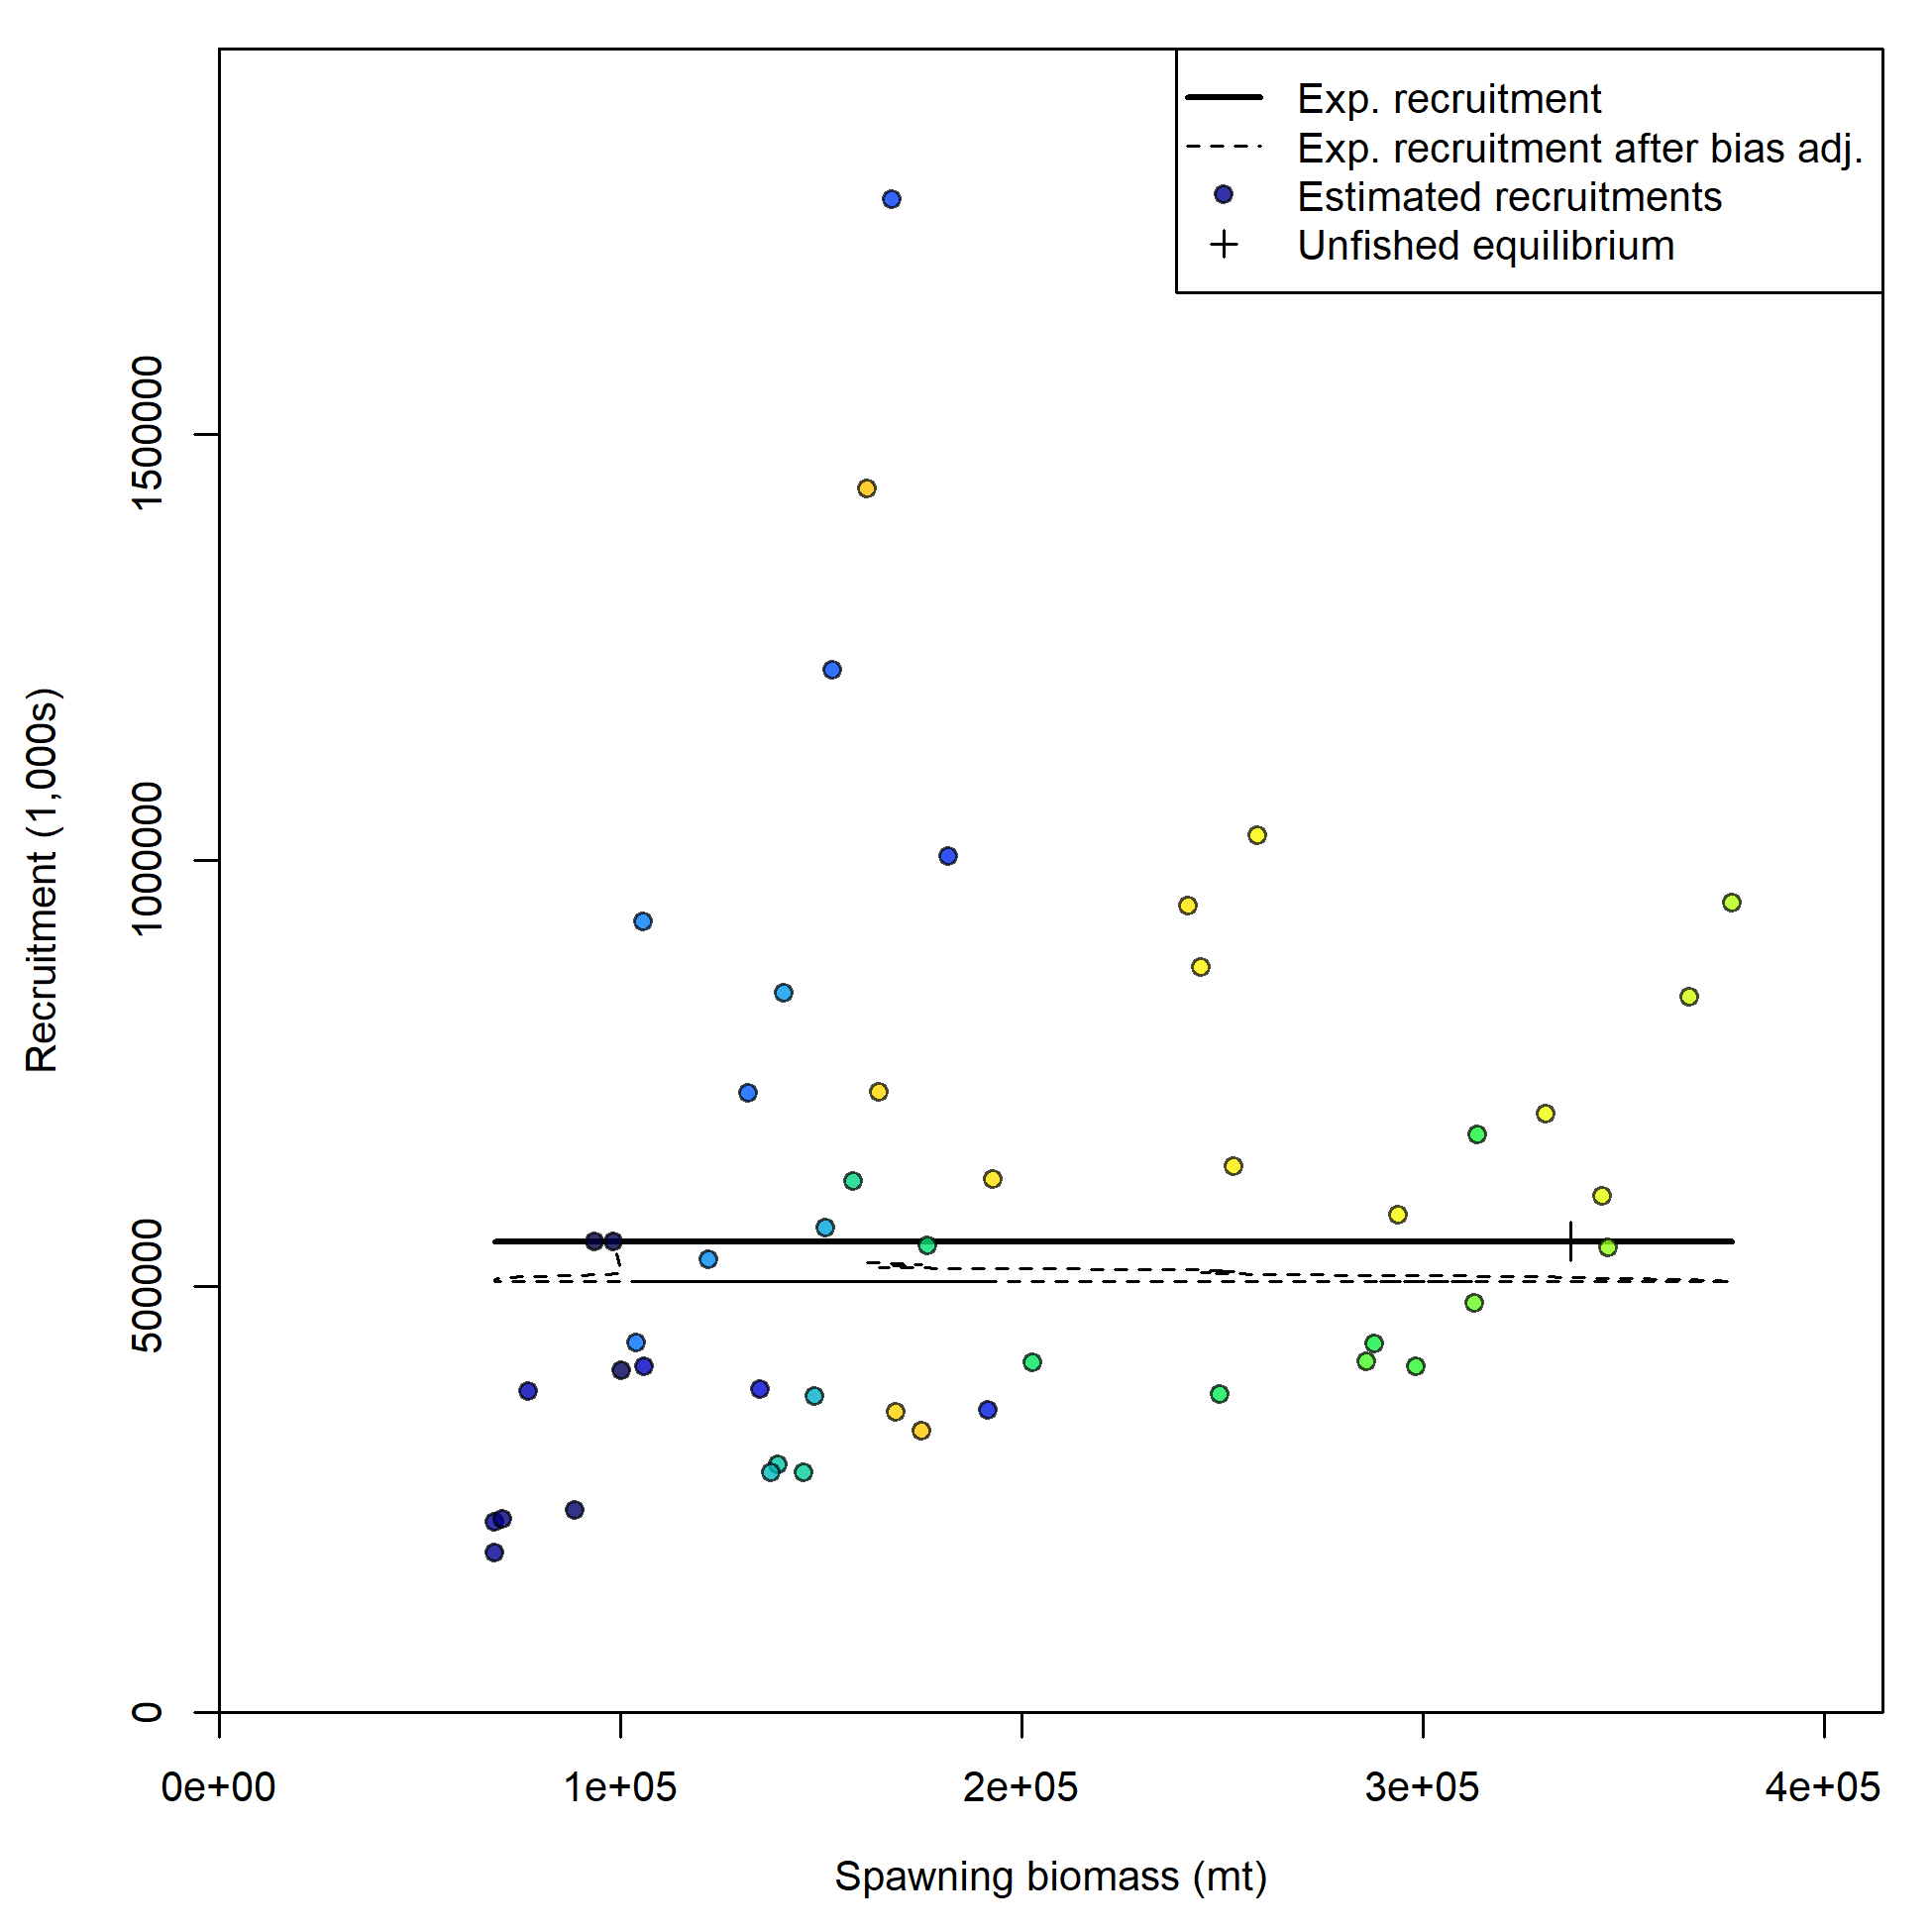 Exp. recruitment
Exp. recruitment after bias adj.
Estimated recruitments
Unfished equilibrium
Recruitment (1,000s)
1500000
1000000
500000
0
0e+00 1e+05 2e+05 3e+05 4e+05
Spawning biomass (mt)